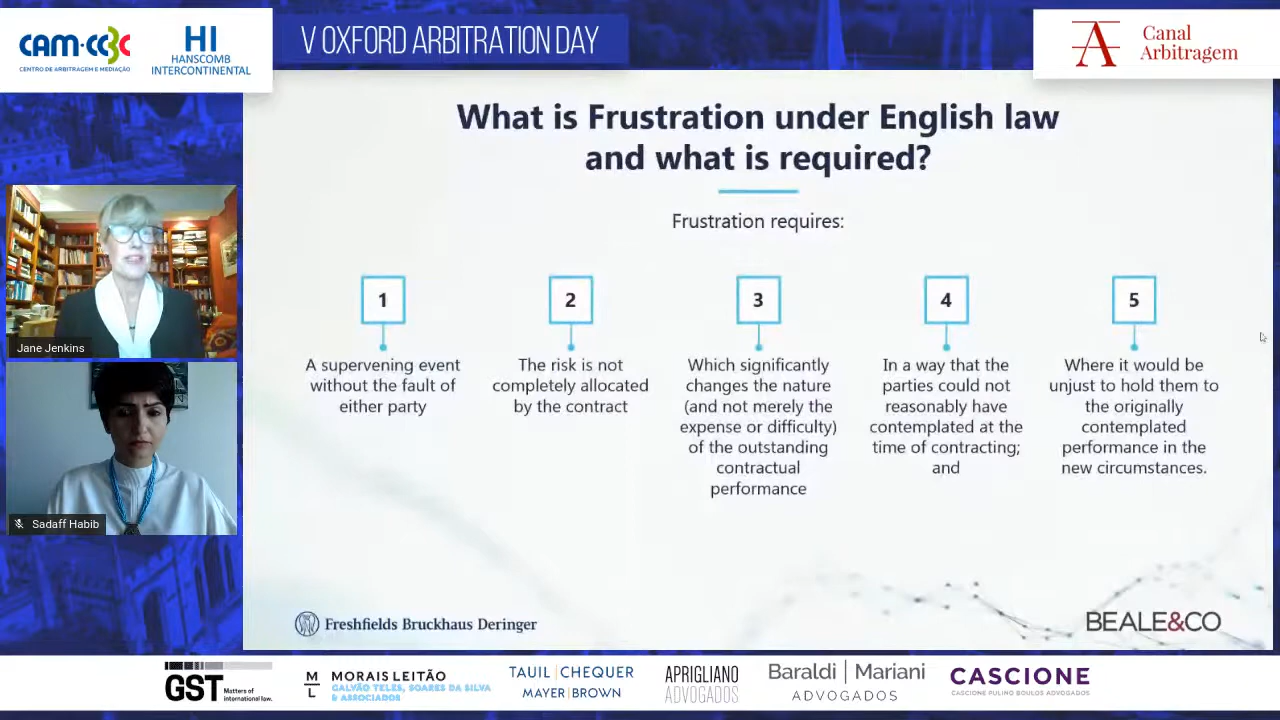 CAM-CCBC
CENTRO DE ARBITRAGEM E MEDIAÇÃO
HI
HANSCOMB
INTERCONTINENTAL
V OXFORD ARBITRATION DAY
Canal
Arbitragem
What is Frustration under English law
and what is required?
Frustration requires:
1
A supervening event
without the fault of
either party
2
The risk is not
completely allocated
by the contract
3
Which significantly
changes the nature
(and not merely the
expense or difficulty)
of the outstanding
contractual
performance
4
In a way that the
parties could not
reasonably have
contemplated at the
time of contracting;
and
5
Where it would be
unjust to hold them to
the originally
contemplated
performance in the
new circumstances.
Jane Jenkins
Sadaff Habib
Freshfields Bruckhaus Deringer
BEALE&CO
GST
Matters of
international law.
M
L
MORAIS LEITÃO
GALVÃO TELES, SOARES DA SILVA
& ASSOCIADOS
TAUIL | CHEQUER
MAYER | BROWN
APRIGLIANO
ADVOGADOS
Baraldi | Mariani
ADVOGADOS
CASCIONE
CASCIONE PULINO BOULOS ADVOGADOS